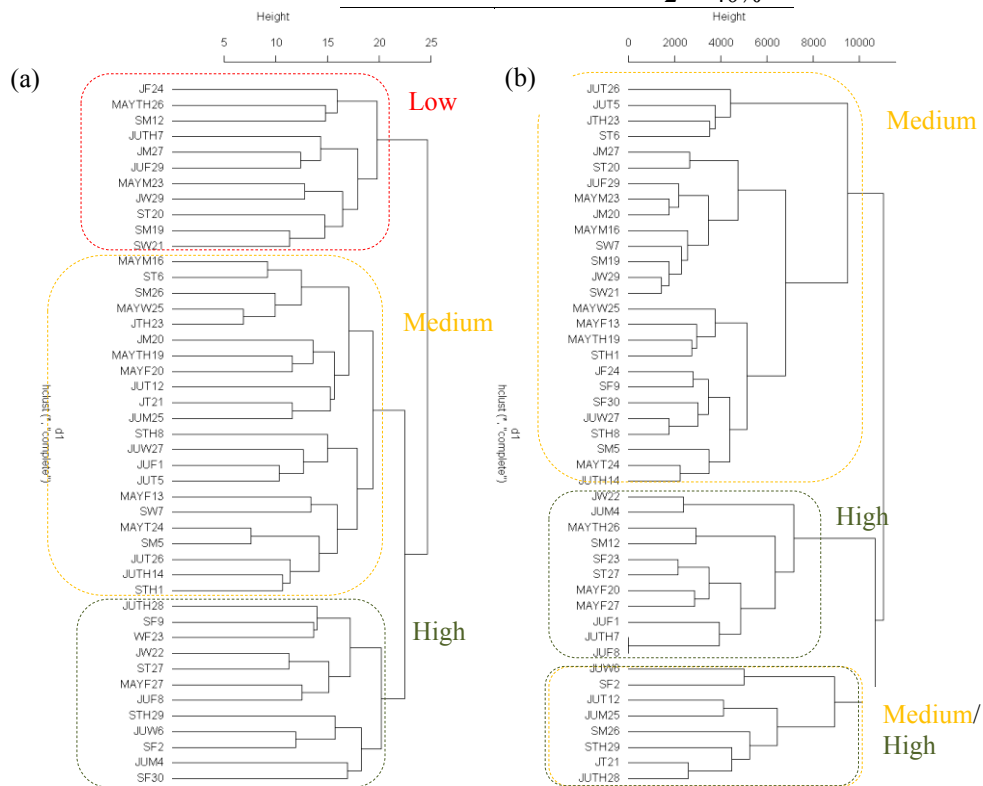 2 40%
Height
5 10 15 20 25
(a)
Low
JF24
MAYTH26
SM12
JUTH7
JM27
JUF29
MAYM23
JW29
ST20
SM19
SW21
Medium
MAYM16
ST6
SM26
MAYW25
JTH23
JM20
MAYTH19
MAYF20
JUT12
JT21
JUM25
STH8
JUW27
JUF1
JUT5
MAYF13
SW7
MAYT24
SM5
JUT26
JUTH14
STH1
High
JUTH28
SF9
WF23
JW22
ST27
MAYF27
JUF8
STH29
JUW6
SF2
JUM4
SF30
d1
hclust (*, "complete")
Height
0 2000 4000 6000 8000 10000
(b)
Medium
JUT26
JUT5
JTH23
ST6
JM27
ST20
JUF29
MAYM23
JM20
MAYM16
SW7
SM19
JW29
SW21
MAYW25
MAYF13
MAYTH19
STH1
JF24
SF9
SF30
JUW27
STH8
SM5
MAYT24
JUTH14
High
JW22
JUM4
MAYTH26
SM12
SF23
ST27
MAYF20
MAYF27
JUF1
JUTH7
JUF8
Medium/
High
JUW6
SF2
JUT12
JUM25
SM26
STH29
JT21
JUTH28
d1
hclust (*, "complete")